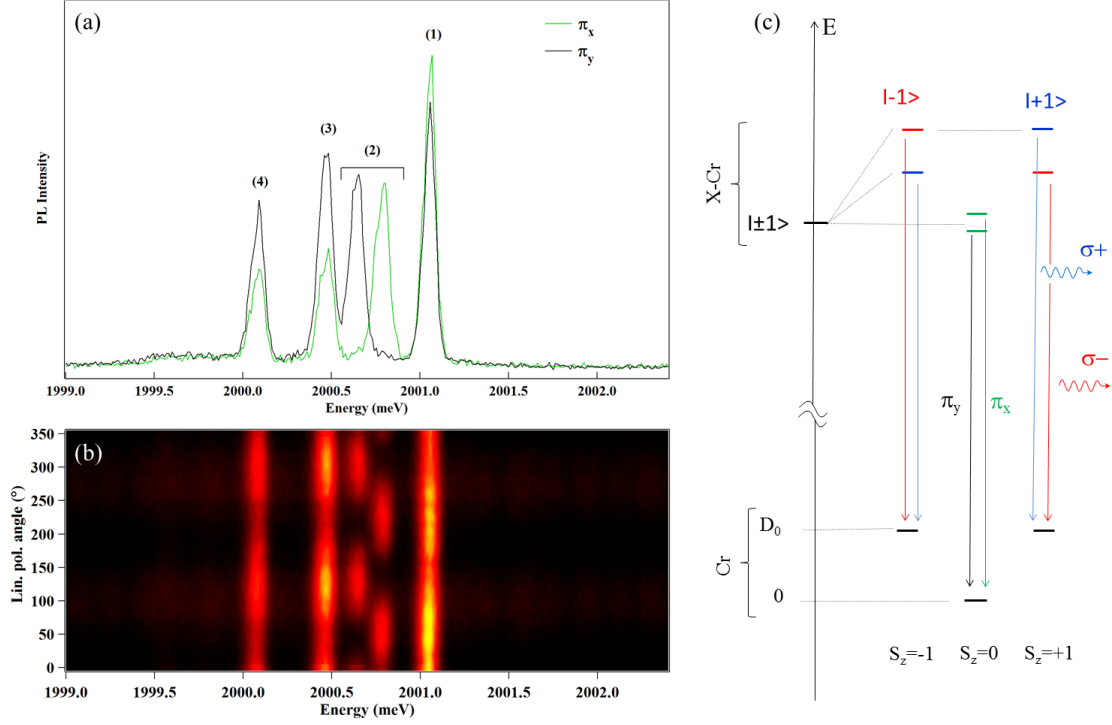 (a)
π_x
π_y
(1)
(2)
(3)
(4)
PL Intensity
1999.0 1999.5 2000.0 2000.5 2001.0 2001.5 2002.0
Energy (meV)
(b)
Lin. pol. angle (°)
350
300
250
200
150
100
50
0
1999.0 1999.5 2000.0 2000.5 2001.0 2001.5 2002.0
Energy (meV)
(c)
E
|-1> |+1>
X-Cr
|±1>
σ+
σ−
π_y π_x
Cr
D_0
0
S_z=-1 S_z=0 S_z=+1